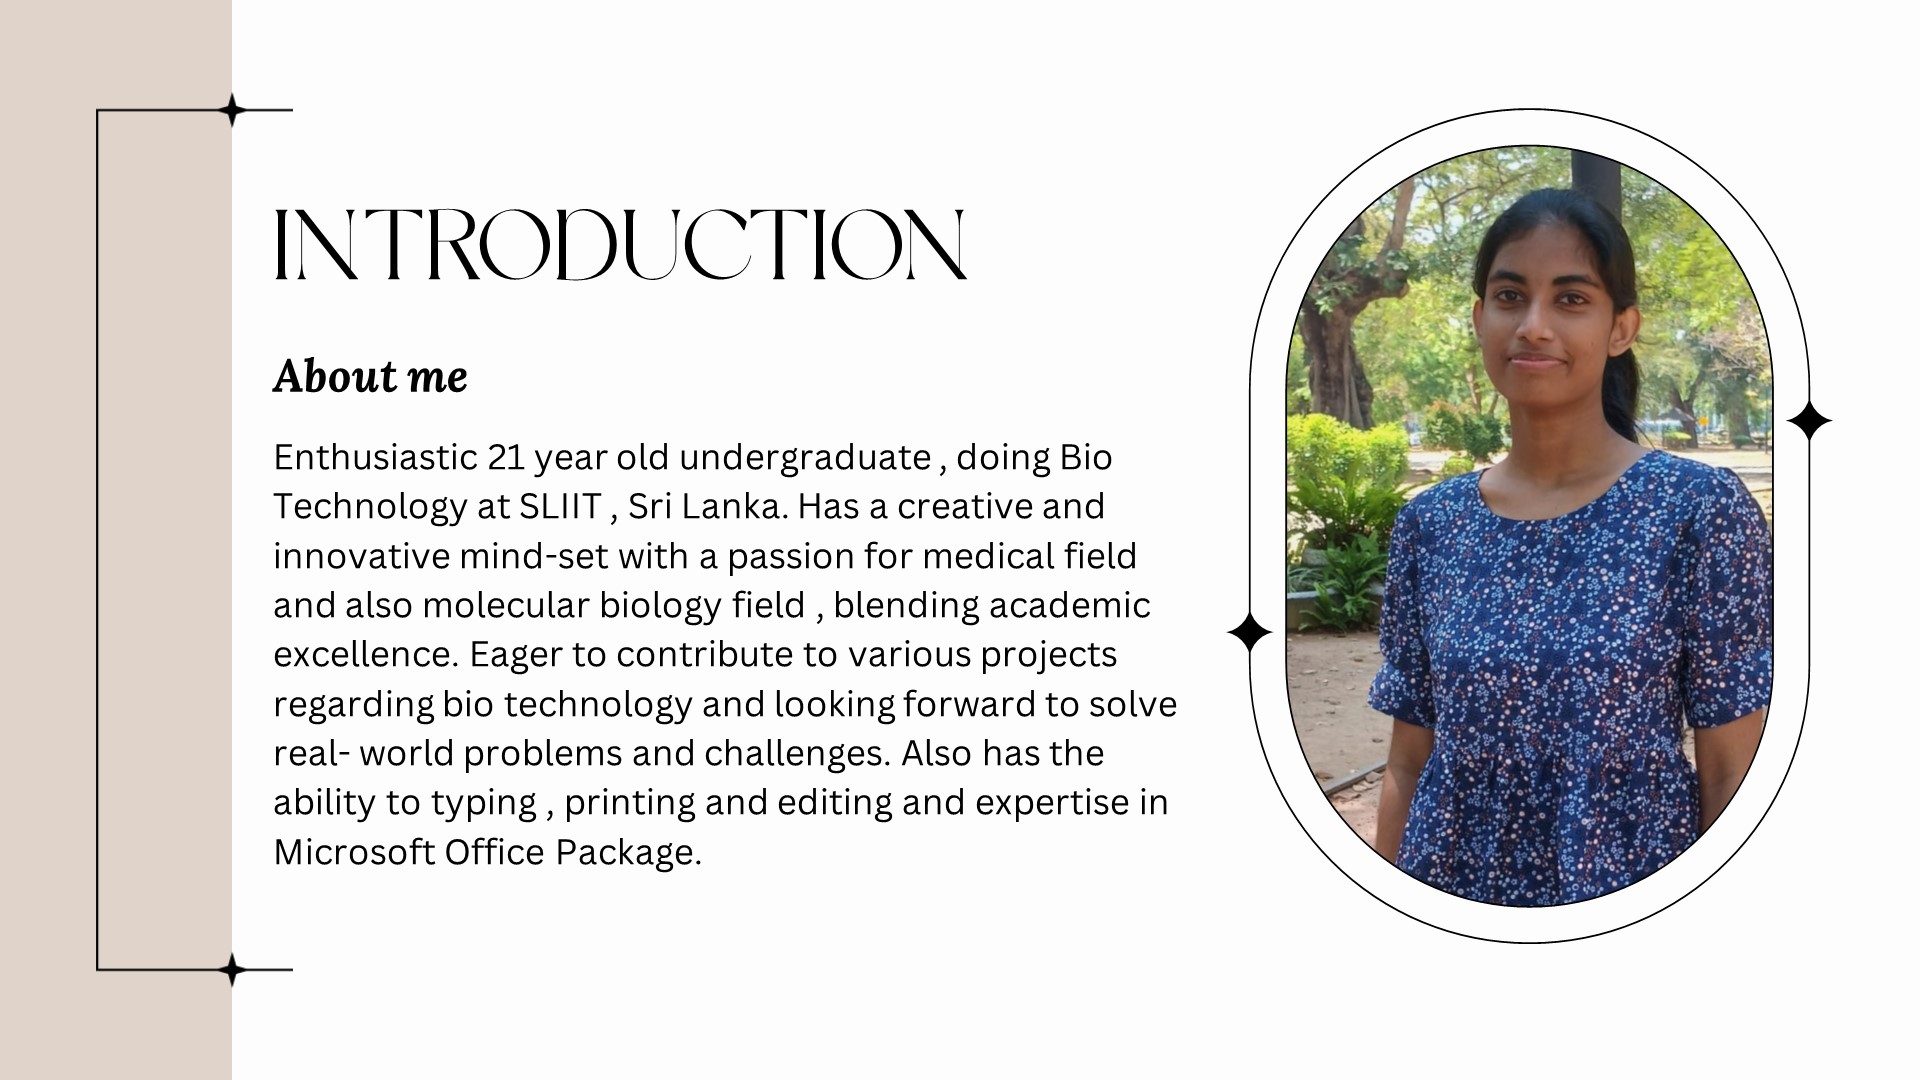 INTRODUCTION
About me
Enthusiastic 21 year old undergraduate , doing Bio
Technology at SLIIT , Sri Lanka. Has a creative and
innovative mind-set with a passion for medical field
and also molecular biology field , blending academic
excellence. Eager to contribute to various projects
regarding bio technology and looking forward to solve
real- world problems and challenges. Also has the
ability to typing , printing and editing and expertise in
Microsoft Office Package.